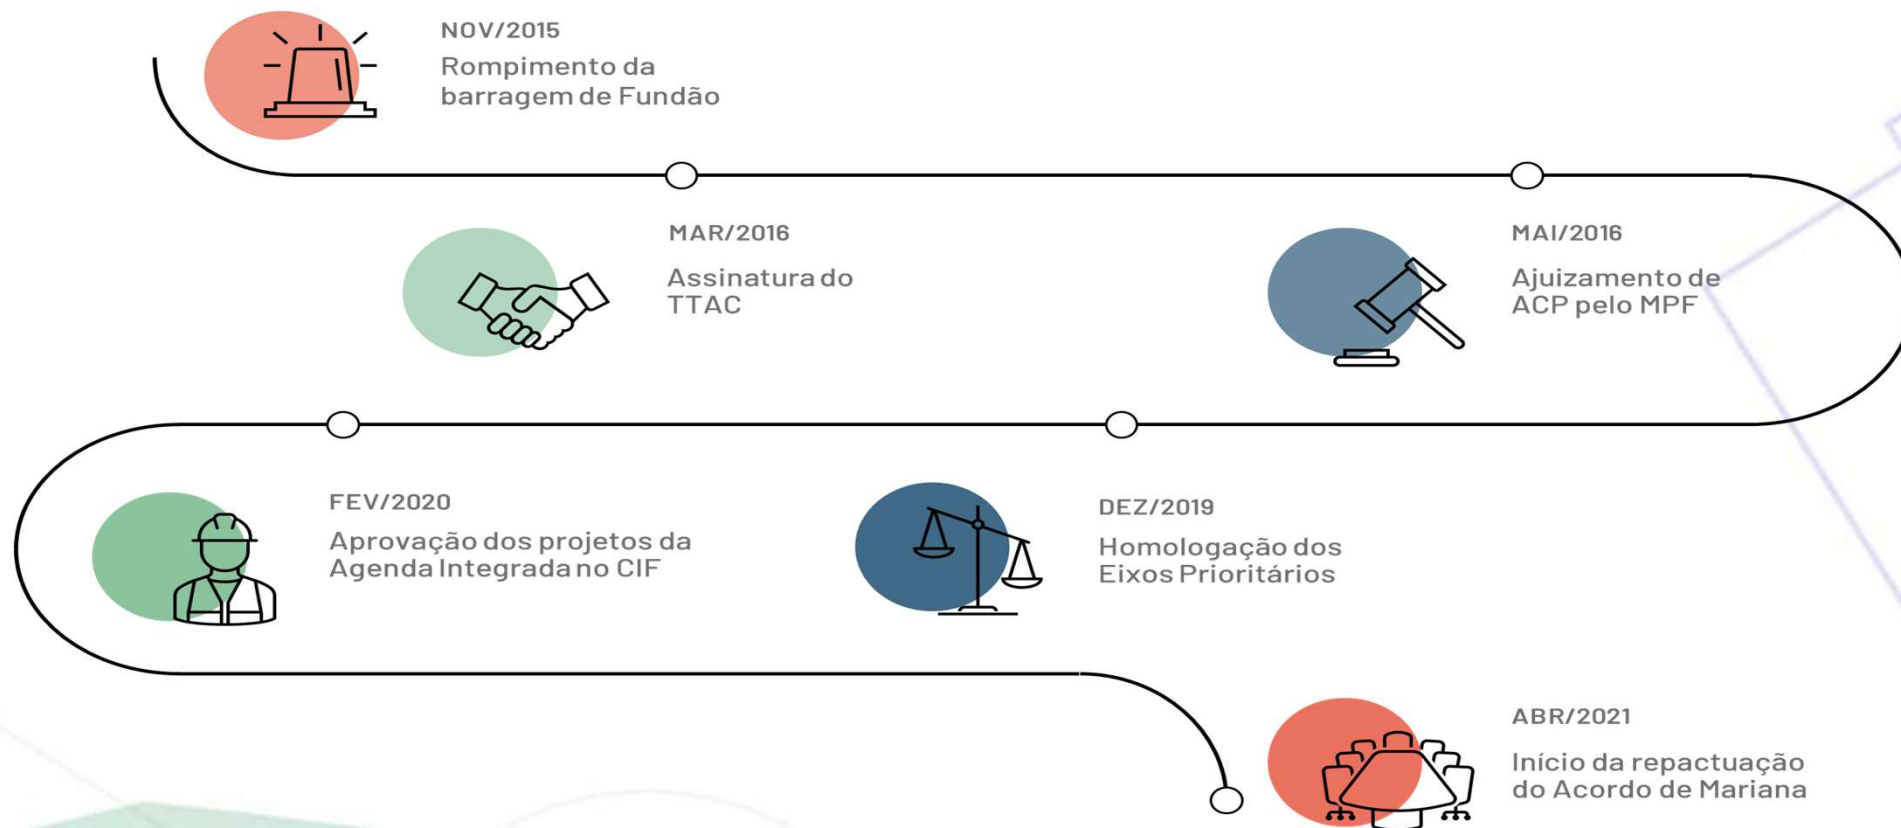 NOV/2015
Rompimento da
barragem de Fundão
MAR/2016
Assinatura do
TTAC
MAI/2016
Ajuizamento de
ACP pelo MPF
DEZ/2019
Homologação dos
Eixos Prioritários
FEV/2020
Aprovação dos projetos da
Agenda Integrada no CIF
ABR/2021
Início da repactuação
do Acordo de Mariana